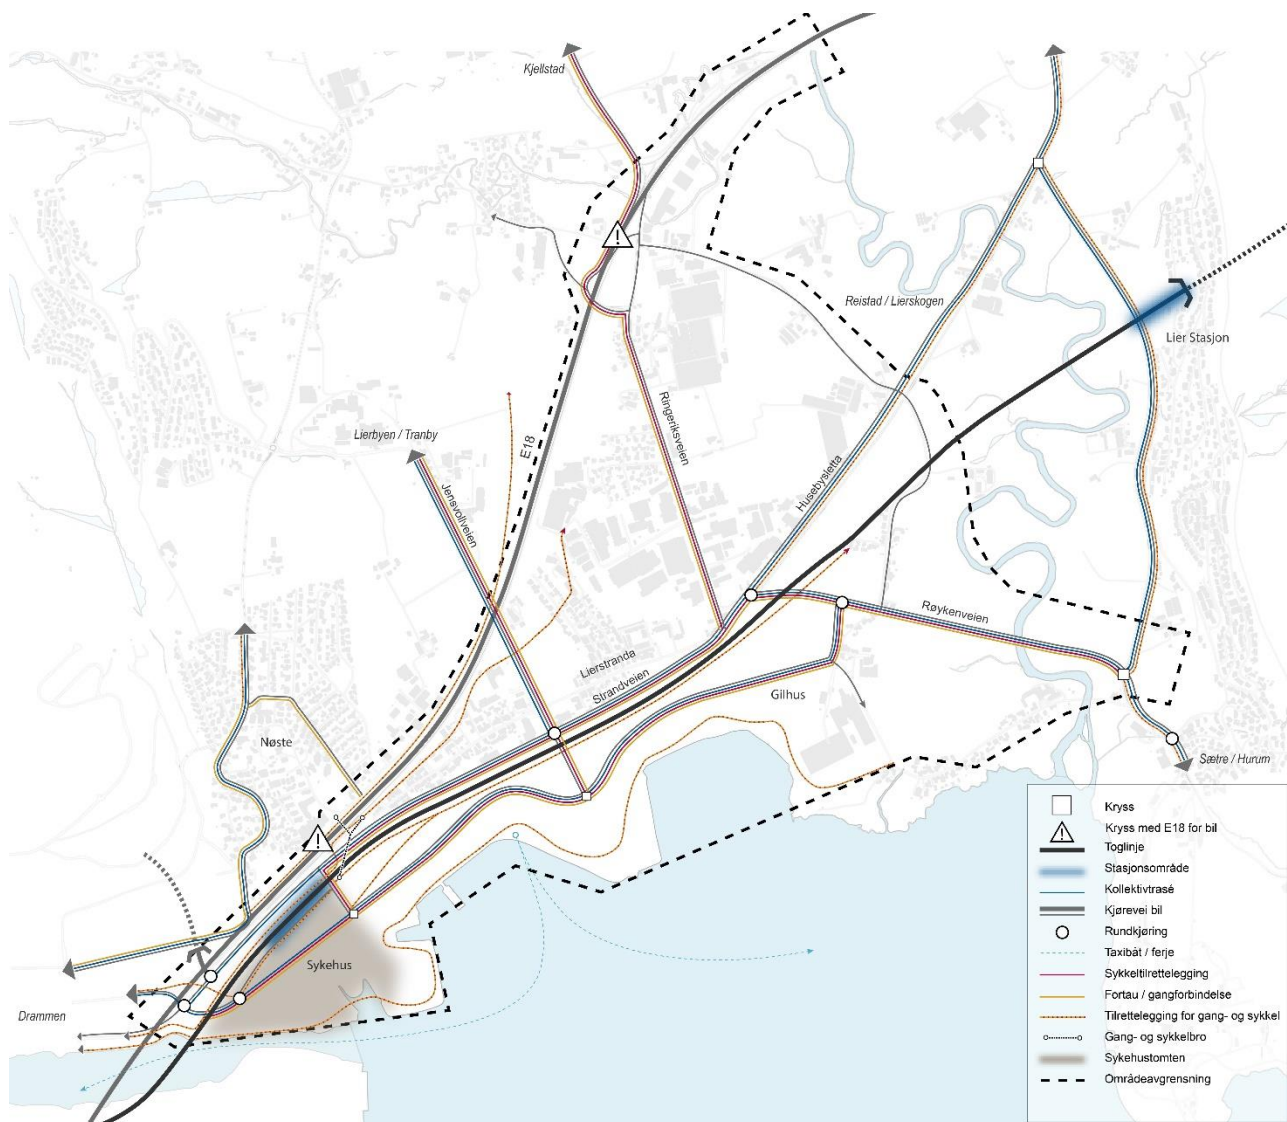 Kjellstad
Reistad / Lierskogen
Lier Stasjon
Ringeriksveien
E18
Lierbyen / Tranby
Husebysletta
Jensvollveien
Røykenveien
Lierstranda
Strandveien
Gilhus
Nøste
Sætre / Hurum
Sykehus
Drammen
Kryss
Kryss med E18 for bil
Toglinje
Stasjonsområde
Kollektivtrasé
Kjørevei bil
Rundkjøring
Taxibåt / ferje
Sykkeltilrettelegging
Fortau / gangforbindelse
Tilrettelegging for gang- og sykkel
Gang- og sykkelbro
Sykehustomten
Områdeavgrensning